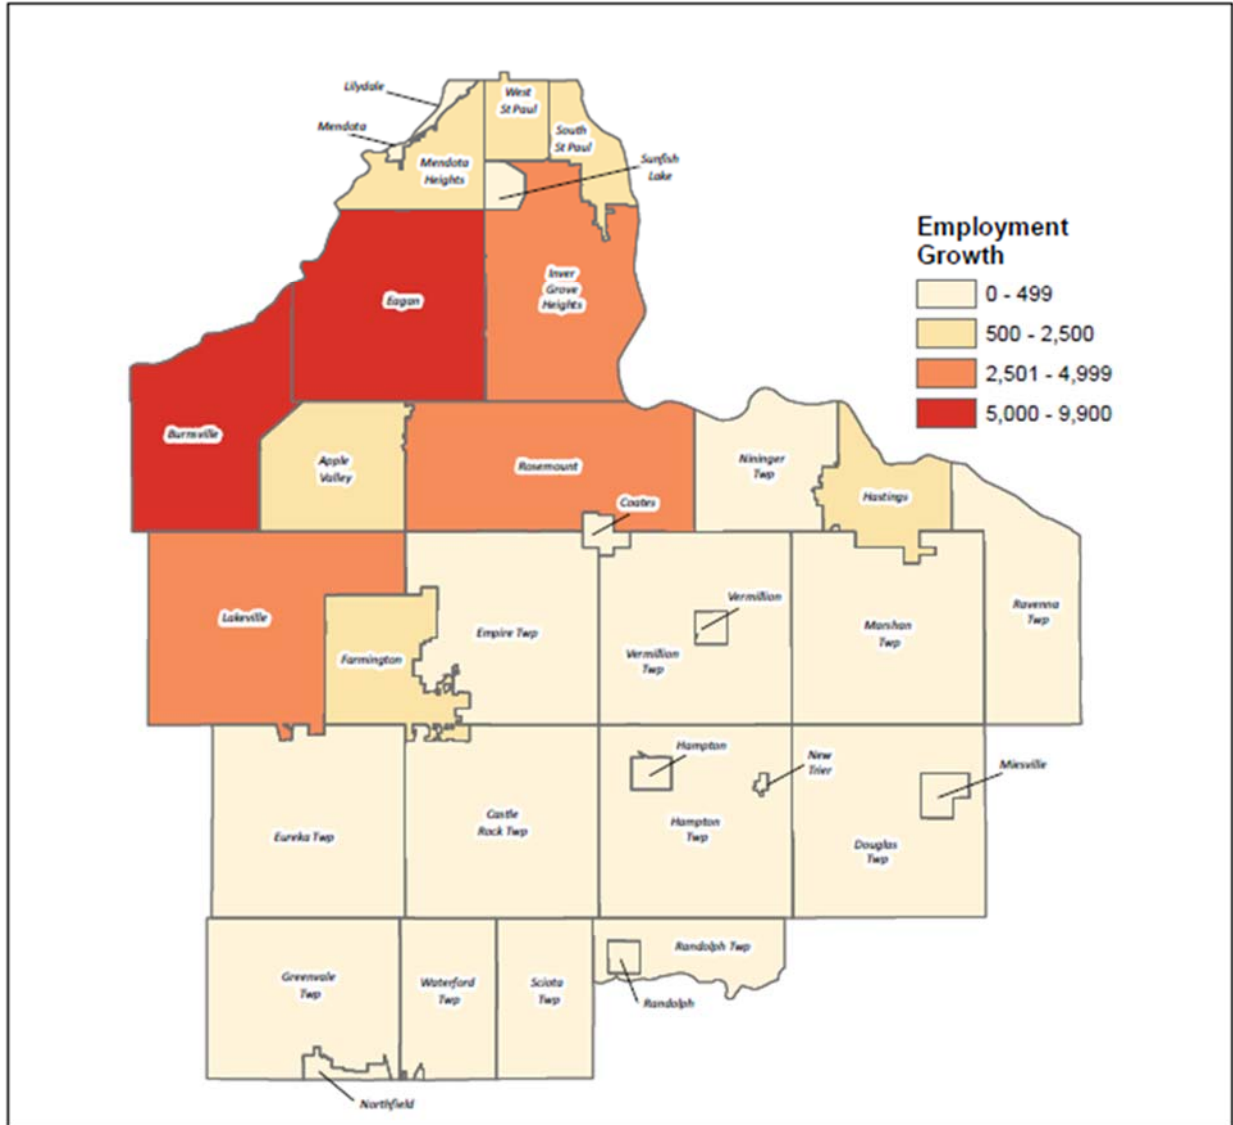 Lilydale
West
St Paul
Mendota
South
St Paul
Mendota
Heights
Sunfish
Lake
Employment
Growth
0 - 499
500 - 2,500
2,501 - 4,999
5,000 - 9,900
Eagan
Inver
Grove
Heights
Burnsville
Apple
Valley
Rosemount
Nininger
Twp
Hastings
Coates
Lakeville
Farmington
Empire Twp
Vermillion
Vermillion
Twp
Marshan
Twp
Ravenna
Twp
Eureka Twp
Castle
Rock Twp
Hampton
Hampton
Twp
New
Trier
Miesville
Douglas
Twp
Greenvale
Twp
Waterford
Twp
Sciota
Twp
Randolph Twp
Randolph
Northfield